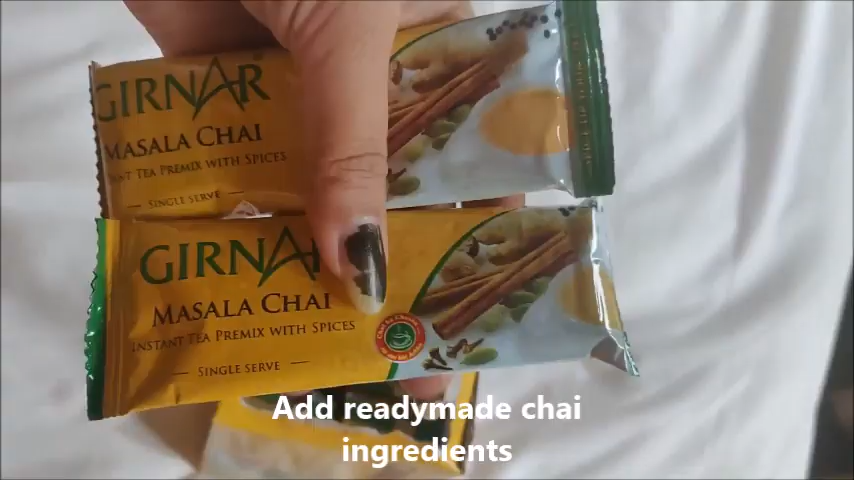 GIRNAR
MASALA CHAI
INSTANT TEA PREMIX WITH SPICES
SINGLE SERVE
GIRNAR
MASALA CHAI
INSTANT TEA PREMIX WITH SPICES
SINGLE SERVE
Add readymade chai
ingredients